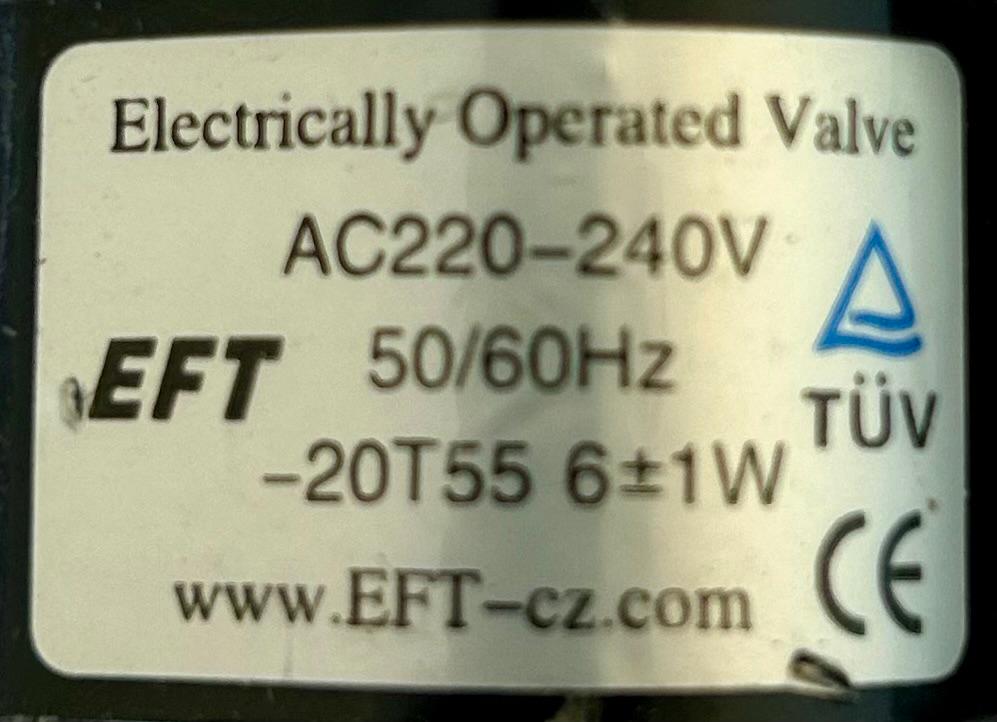 Electrically Operated Valve
AC220-240V
EFT 50/60Hz
TÜV
-20T55 6±1W
CE
www.EFT-cz.com